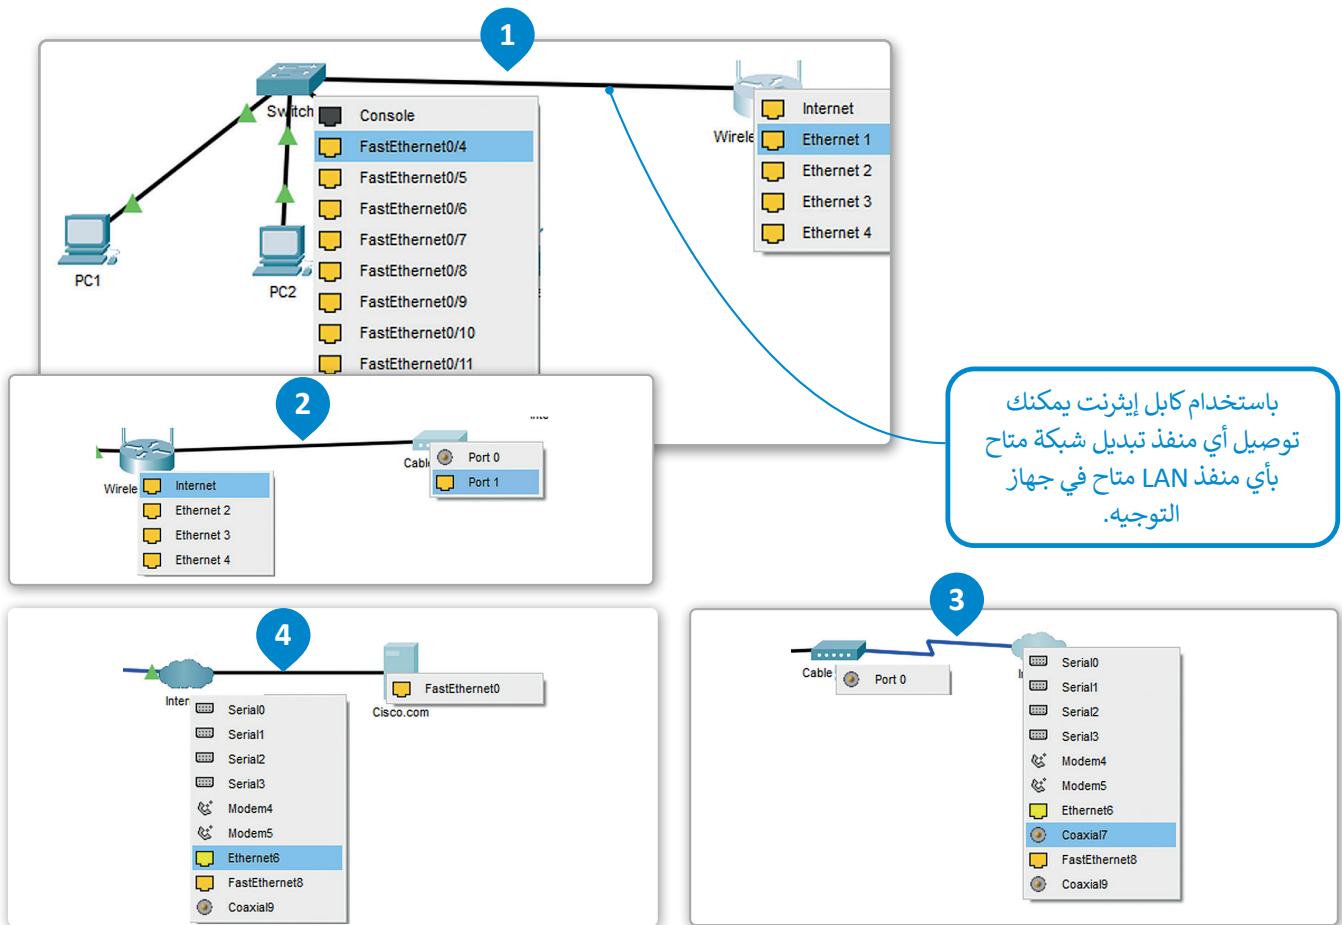 1
Switch
Console
FastEthernet0/4
FastEthernet0/5
FastEthernet0/6
FastEthernet0/7
FastEthernet0/8
FastEthernet0/9
FastEthernet0/10
FastEthernet0/11
PC1
PC2
Wirele
Internet
Ethernet 1
Ethernet 2
Ethernet 3
Ethernet 4
باستخدام كابل إيثرنت يمكنك
توصيل أي منفذ تبديل شبكة متاح
بأي منفذ LAN متاح في جهاز
التوجيه.
2
Wirele
Internet
Ethernet 2
Ethernet 3
Ethernet 4
Cable
Port 0
Port 1
3
Cable
Port 0
Serial0
Serial1
Serial2
Serial3
Modem4
Modem5
Ethernet6
Coaxial7
FastEthernet8
Coaxial9
4
Inter
Serial0
Serial1
Serial2
Serial3
Modem4
Modem5
Ethernet6
FastEthernet8
Coaxial9
FastEthernet0
Cisco.com